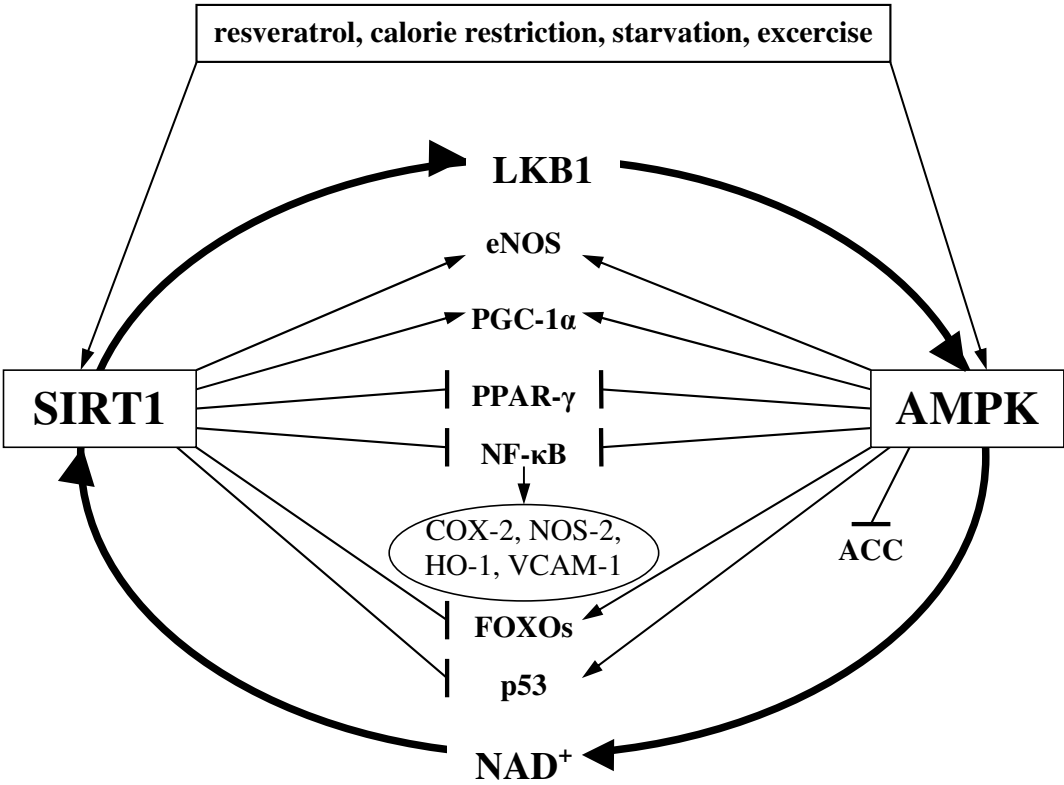 resveratrol, calorie restriction, starvation, excercise
LKB1
eNOS
PGC-1α
SIRT1
PPAR-γ
AMPK
NF-κB
COX-2, NOS-2,
HO-1, VCAM-1
ACC
FOXOs
p53
NAD⁺